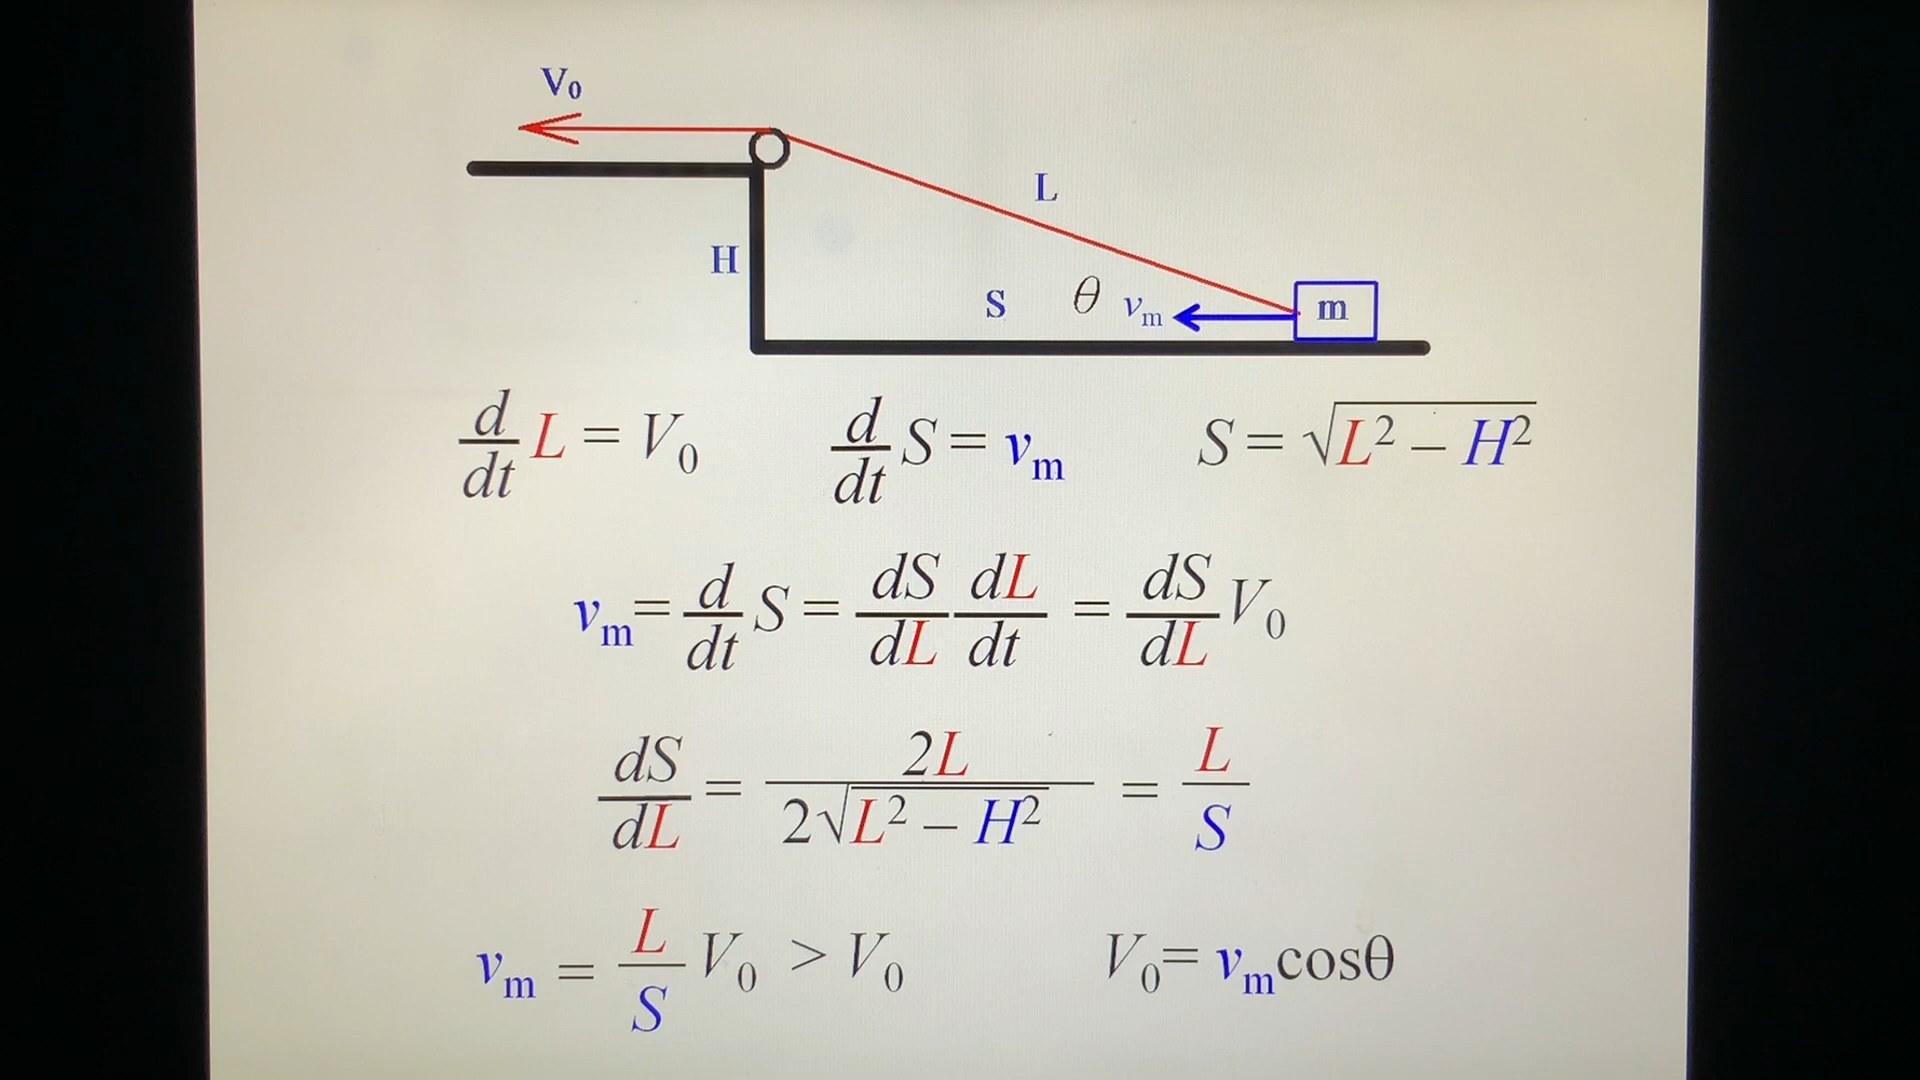 V₀
L
H
S θ vₘ m
d/dt L = V₀ d/dt S = vₘ S = √(L² – H²)
vₘ = d/dt S = dS/dL dL/dt = dS/dL V₀
dS/dL = 2L/(2√(L² – H²)) = L/S
vₘ = L/S V₀ > V₀ V₀ = vₘcosθ